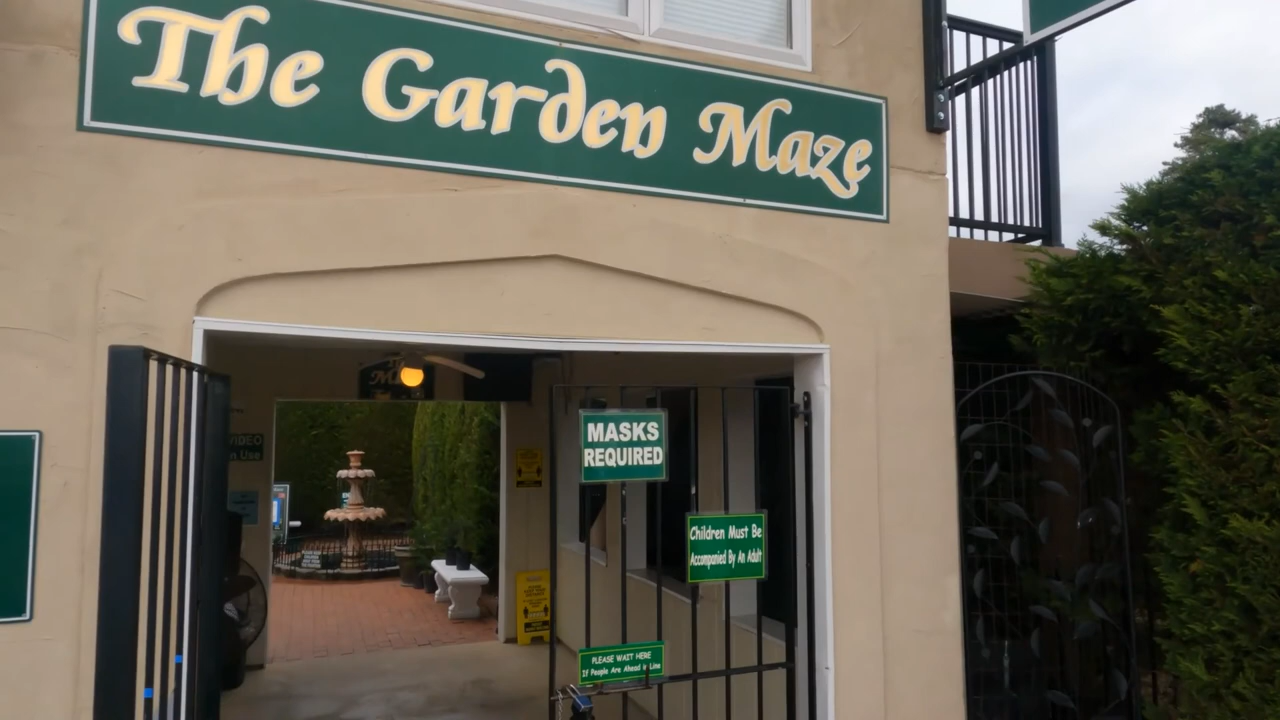 The Garden Maze
MASKS
REQUIRED
Children Must Be
Accompanied By An Adult
PLEASE WAIT HERE
If People Are Ahead In Line
VIDEO
In Use